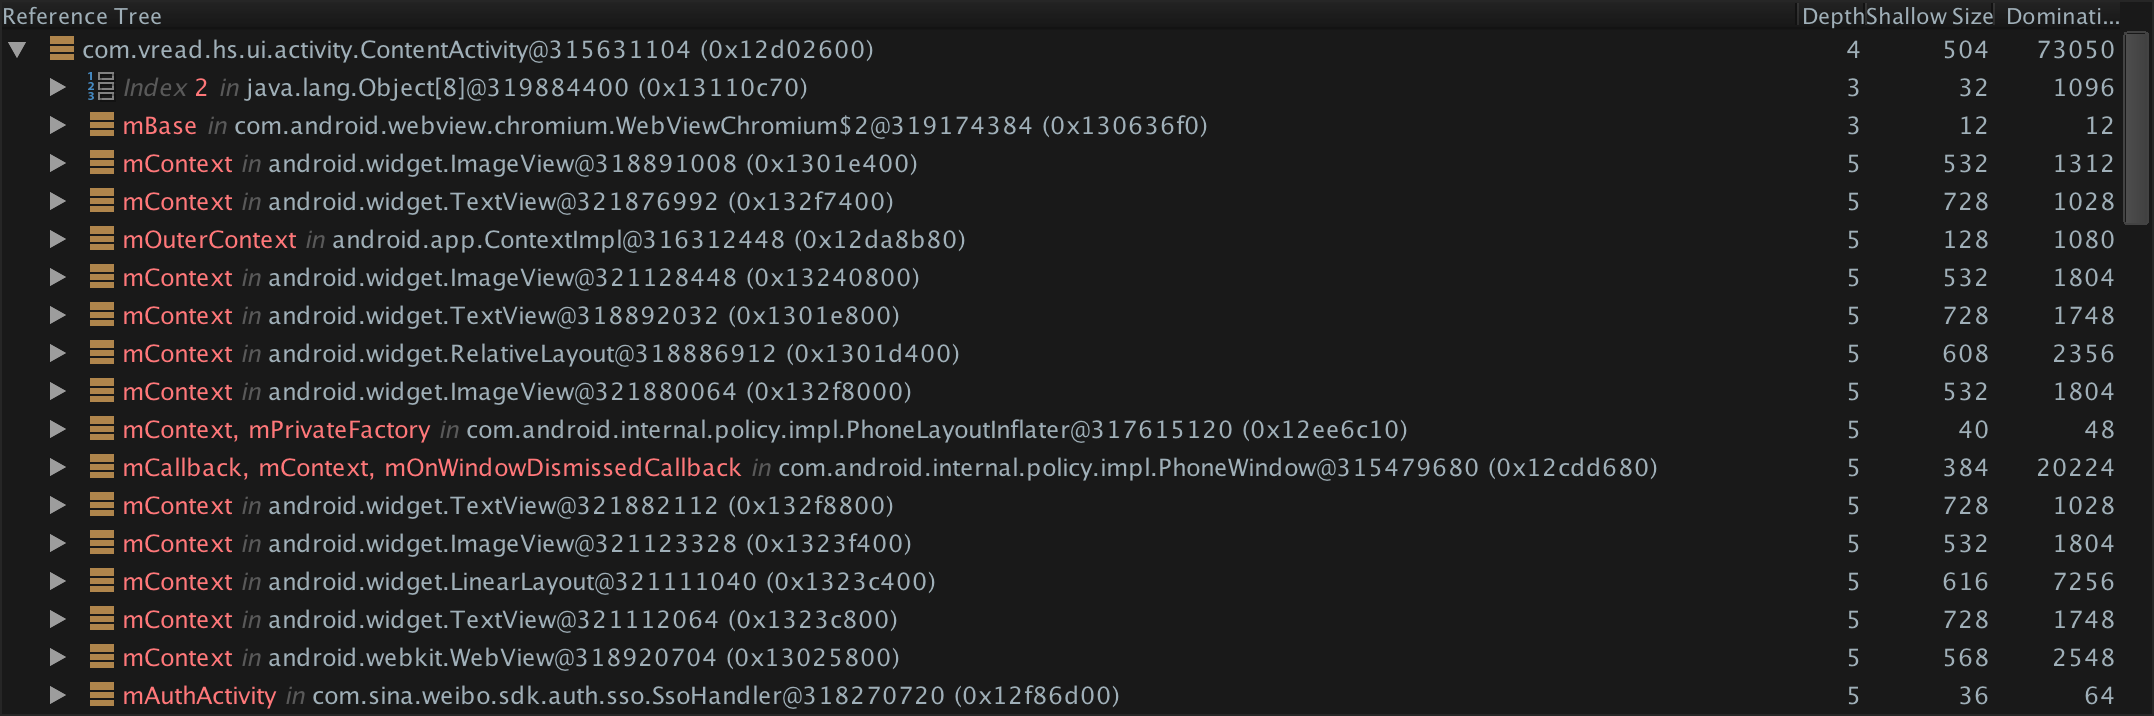 Reference Tree Depth Shallow Size Dominati...
com.vread.hs.ui.activity.ContentActivity@315631104 (0x12d02600) 4 504 73050
Index 2 in java.lang.Object[8]@319884400 (0x13110c70) 3 32 1096
mBase in com.android.webview.chromium.WebViewChromium$2@319174384 (0x130636f0) 3 12 12
mContext in android.widget.ImageView@318891008 (0x1301e400) 5 532 1312
mContext in android.widget.TextView@321876992 (0x132f7400) 5 728 1028
mOuterContext in android.app.ContextImpl@316312448 (0x12da8b80) 5 128 1080
mContext in android.widget.ImageView@321128448 (0x13240800) 5 532 1804
mContext in android.widget.TextView@318892032 (0x1301e800) 5 728 1748
mContext in android.widget.RelativeLayout@318886912 (0x1301d400) 5 608 2356
mContext in android.widget.ImageView@321880064 (0x132f8000) 5 532 1804
mContext, mPrivateFactory in com.android.internal.policy.impl.PhoneLayoutInflater@317615120 (0x12ee6c10) 5 40 48
mCallback, mContext, mOnWindowDismissedCallback in com.android.internal.policy.impl.PhoneWindow@315479680 (0x12cdd680) 5 384 20224
mContext in android.widget.TextView@321882112 (0x132f8800) 5 728 1028
mContext in android.widget.ImageView@321123328 (0x1323f400) 5 532 1804
mContext in android.widget.LinearLayout@321111040 (0x1323c400) 5 616 7256
mContext in android.widget.TextView@321112064 (0x1323c800) 5 728 1748
mContext in android.webkit.WebView@318920704 (0x13025800) 5 568 2548
mAuthActivity in com.sina.weibo.sdk.auth.sso.SsoHandler@318270720 (0x12f86d00) 5 36 64